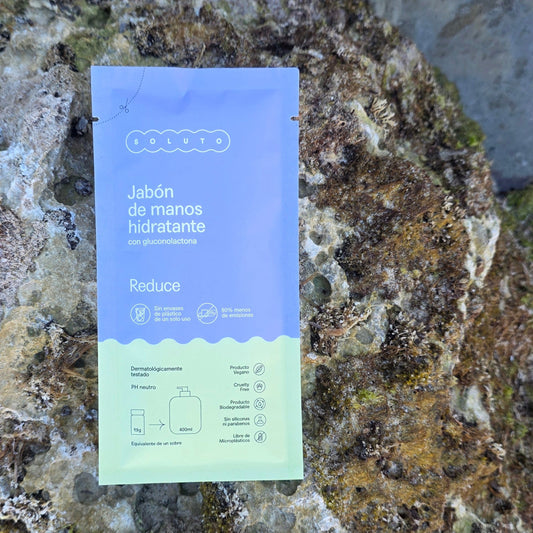 SOLUTO
Jabón
de manos
hidratante
con gluconolactona
Reduce
Sin envases
de plástico
de un solo uso
90% menos
de emisiones
Dermatológicamente
testado
PH neutro
19g
400ml
Equivalente de un sobre
Producto
Vegano
Cruelty
Free
Producto
Biodegradable
Sin siliconas
ni parabenos
Libre de
Microplásticos